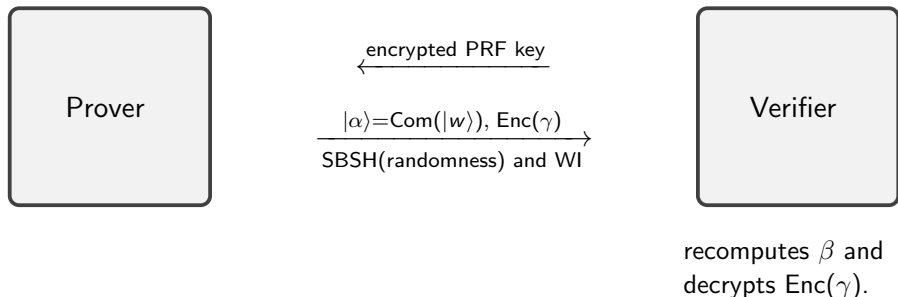 encrypted PRF key
Prover
Verifier
|α⟩=Com(|w⟩), Enc(γ)
SBSH(randomness) and WI
recomputes β and
decrypts Enc(γ).